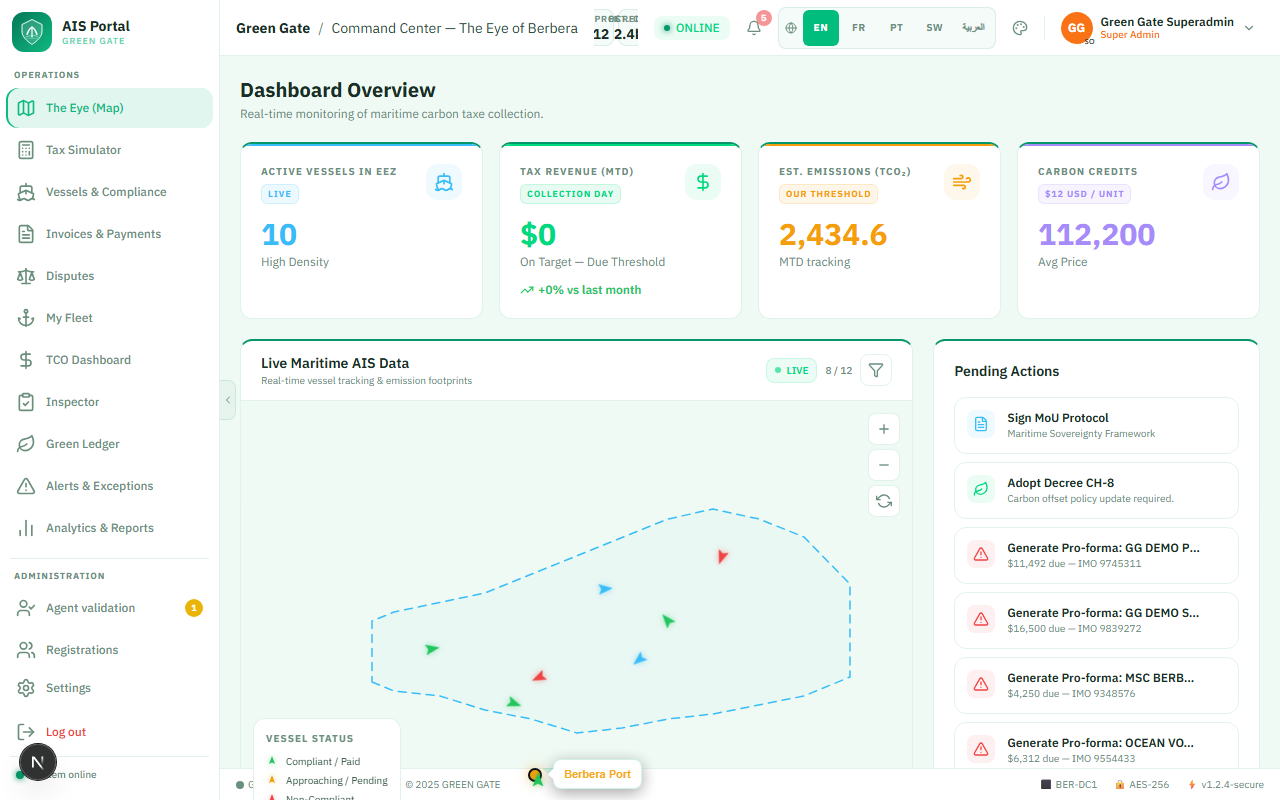 AIS Portal
GREEN GATE
OPERATIONS
The Eye (Map)
Tax Simulator
Vessels & Compliance
Invoices & Payments
Disputes
My Fleet
TCO Dashboard
Inspector
Green Ledger
Alerts & Exceptions
Analytics & Reports
ADMINISTRATION
Agent validation 1
Registrations
Settings
Log out
online
N
Green Gate / Command Center — The Eye of Berbera
12 2.4
ONLINE
5
EN FR PT SW العربية
GG
SO
Green Gate Superadmin
Super Admin
Dashboard Overview
Real-time monitoring of maritime carbon taxe collection.
ACTIVE VESSELS IN EEZ
LIVE
10
High Density
TAX REVENUE (MTD)
COLLECTION DAY
$0
On Target — Due Threshold
+0% vs last month
EST. EMISSIONS (TCO₂)
OUR THRESHOLD
2,434.6
MTD tracking
CARBON CREDITS
$12 USD / UNIT
112,200
Avg Price
Live Maritime AIS Data
Real-time vessel tracking & emission footprints
LIVE 8 / 12
+
−
VESSEL STATUS
Compliant / Paid
Approaching / Pending
Non-Compliant
Berbera Port
Pending Actions
Sign MoU Protocol
Maritime Sovereignty Framework
Adopt Decree CH-8
Carbon offset policy update required.
Generate Pro-forma: GG DEMO P...
$11,492 due — IMO 9745311
Generate Pro-forma: GG DEMO S...
$16,500 due — IMO 9839272
Generate Pro-forma: MSC BERB...
$4,250 due — IMO 9348576
Generate Pro-forma: OCEAN VO...
$6,312 due — IMO 9554433
© 2025 GREEN GATE
BER-DC1 AES-256 v1.2.4-secure